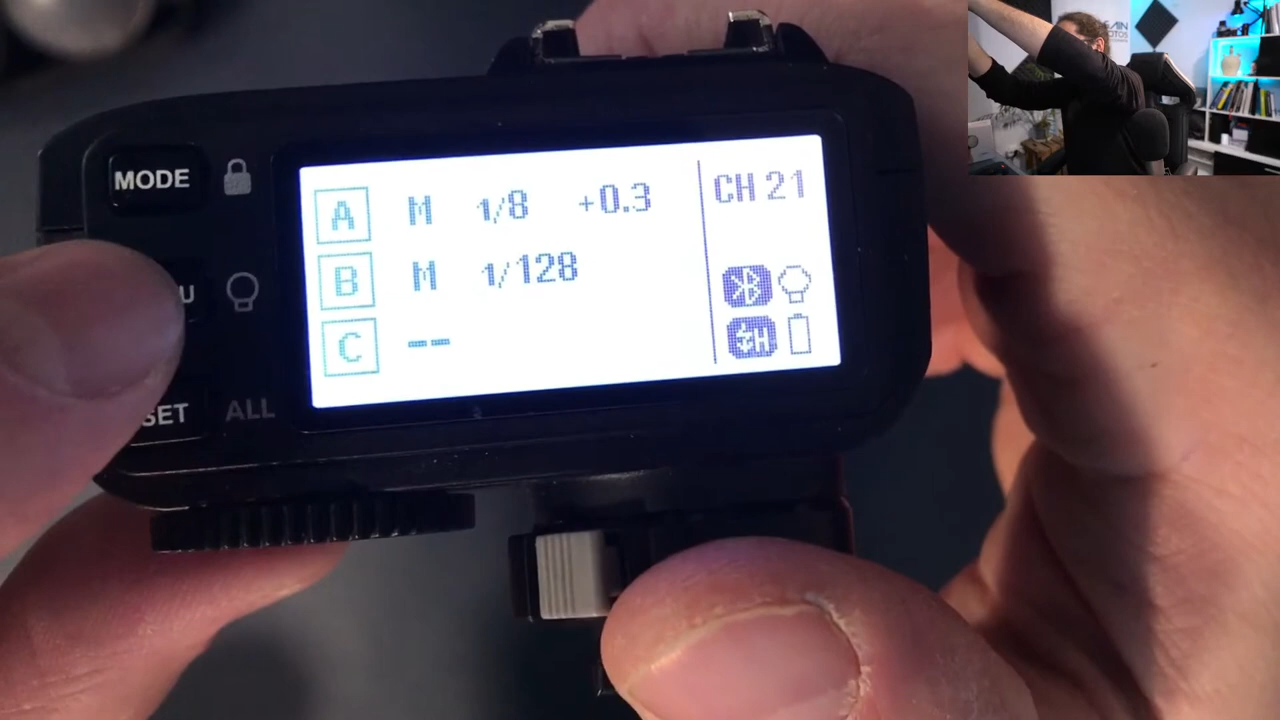 MODE
U
SET ALL
A M 1/8 +0.3
B M 1/128
C --
CH 21
H